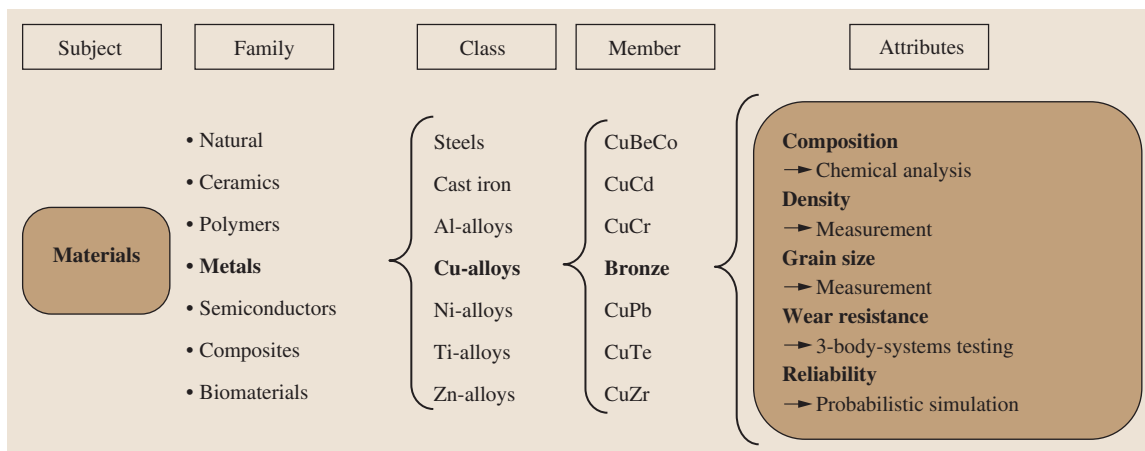 Subject
Family
Class
Member
Attributes
Materials
• Natural
• Ceramics
• Polymers
• Metals
• Semiconductors
• Composites
• Biomaterials
Steels
Cast iron
Al-alloys
Cu-alloys
Ni-alloys
Ti-alloys
Zn-alloys
CuBeCo
CuCd
CuCr
Bronze
CuPb
CuTe
CuZr
Composition
→ Chemical analysis
Density
→ Measurement
Grain size
→ Measurement
Wear resistance
→ 3-body-systems testing
Reliability
→ Probabilistic simulation